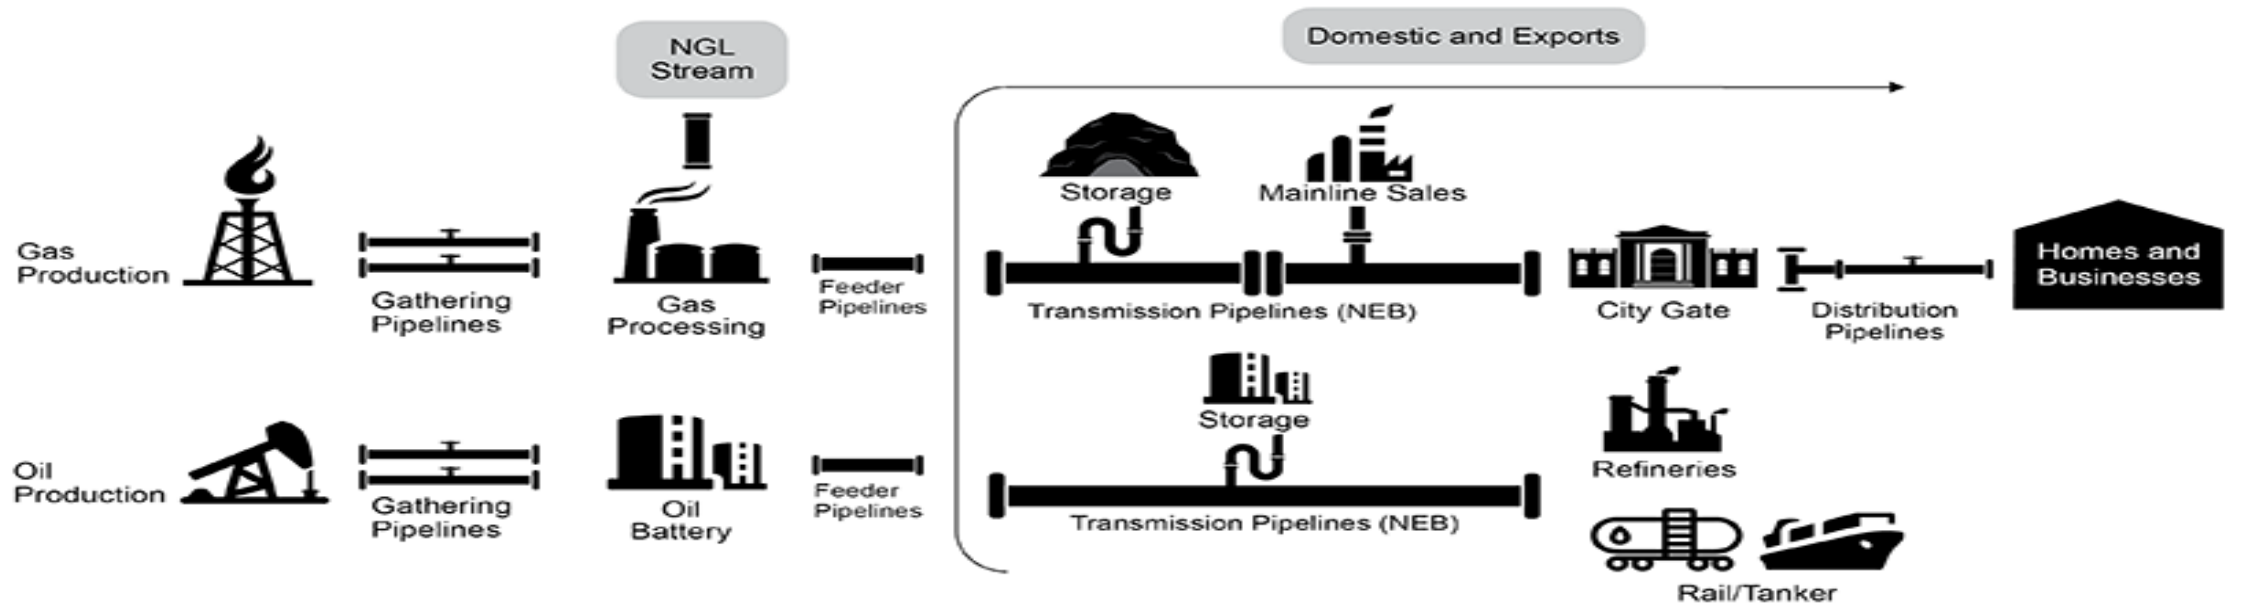 NGL
Stream
Domestic and Exports
Gas
Production
Gathering
Pipelines
Gas
Processing
Feeder
Pipelines
Storage
Mainline Sales
Transmission Pipelines (NEB)
City Gate
Distribution
Pipelines
Homes and
Businesses
Oil
Production
Gathering
Pipelines
Oil
Battery
Feeder
Pipelines
Storage
Transmission Pipelines (NEB)
Refineries
Rail/Tanker